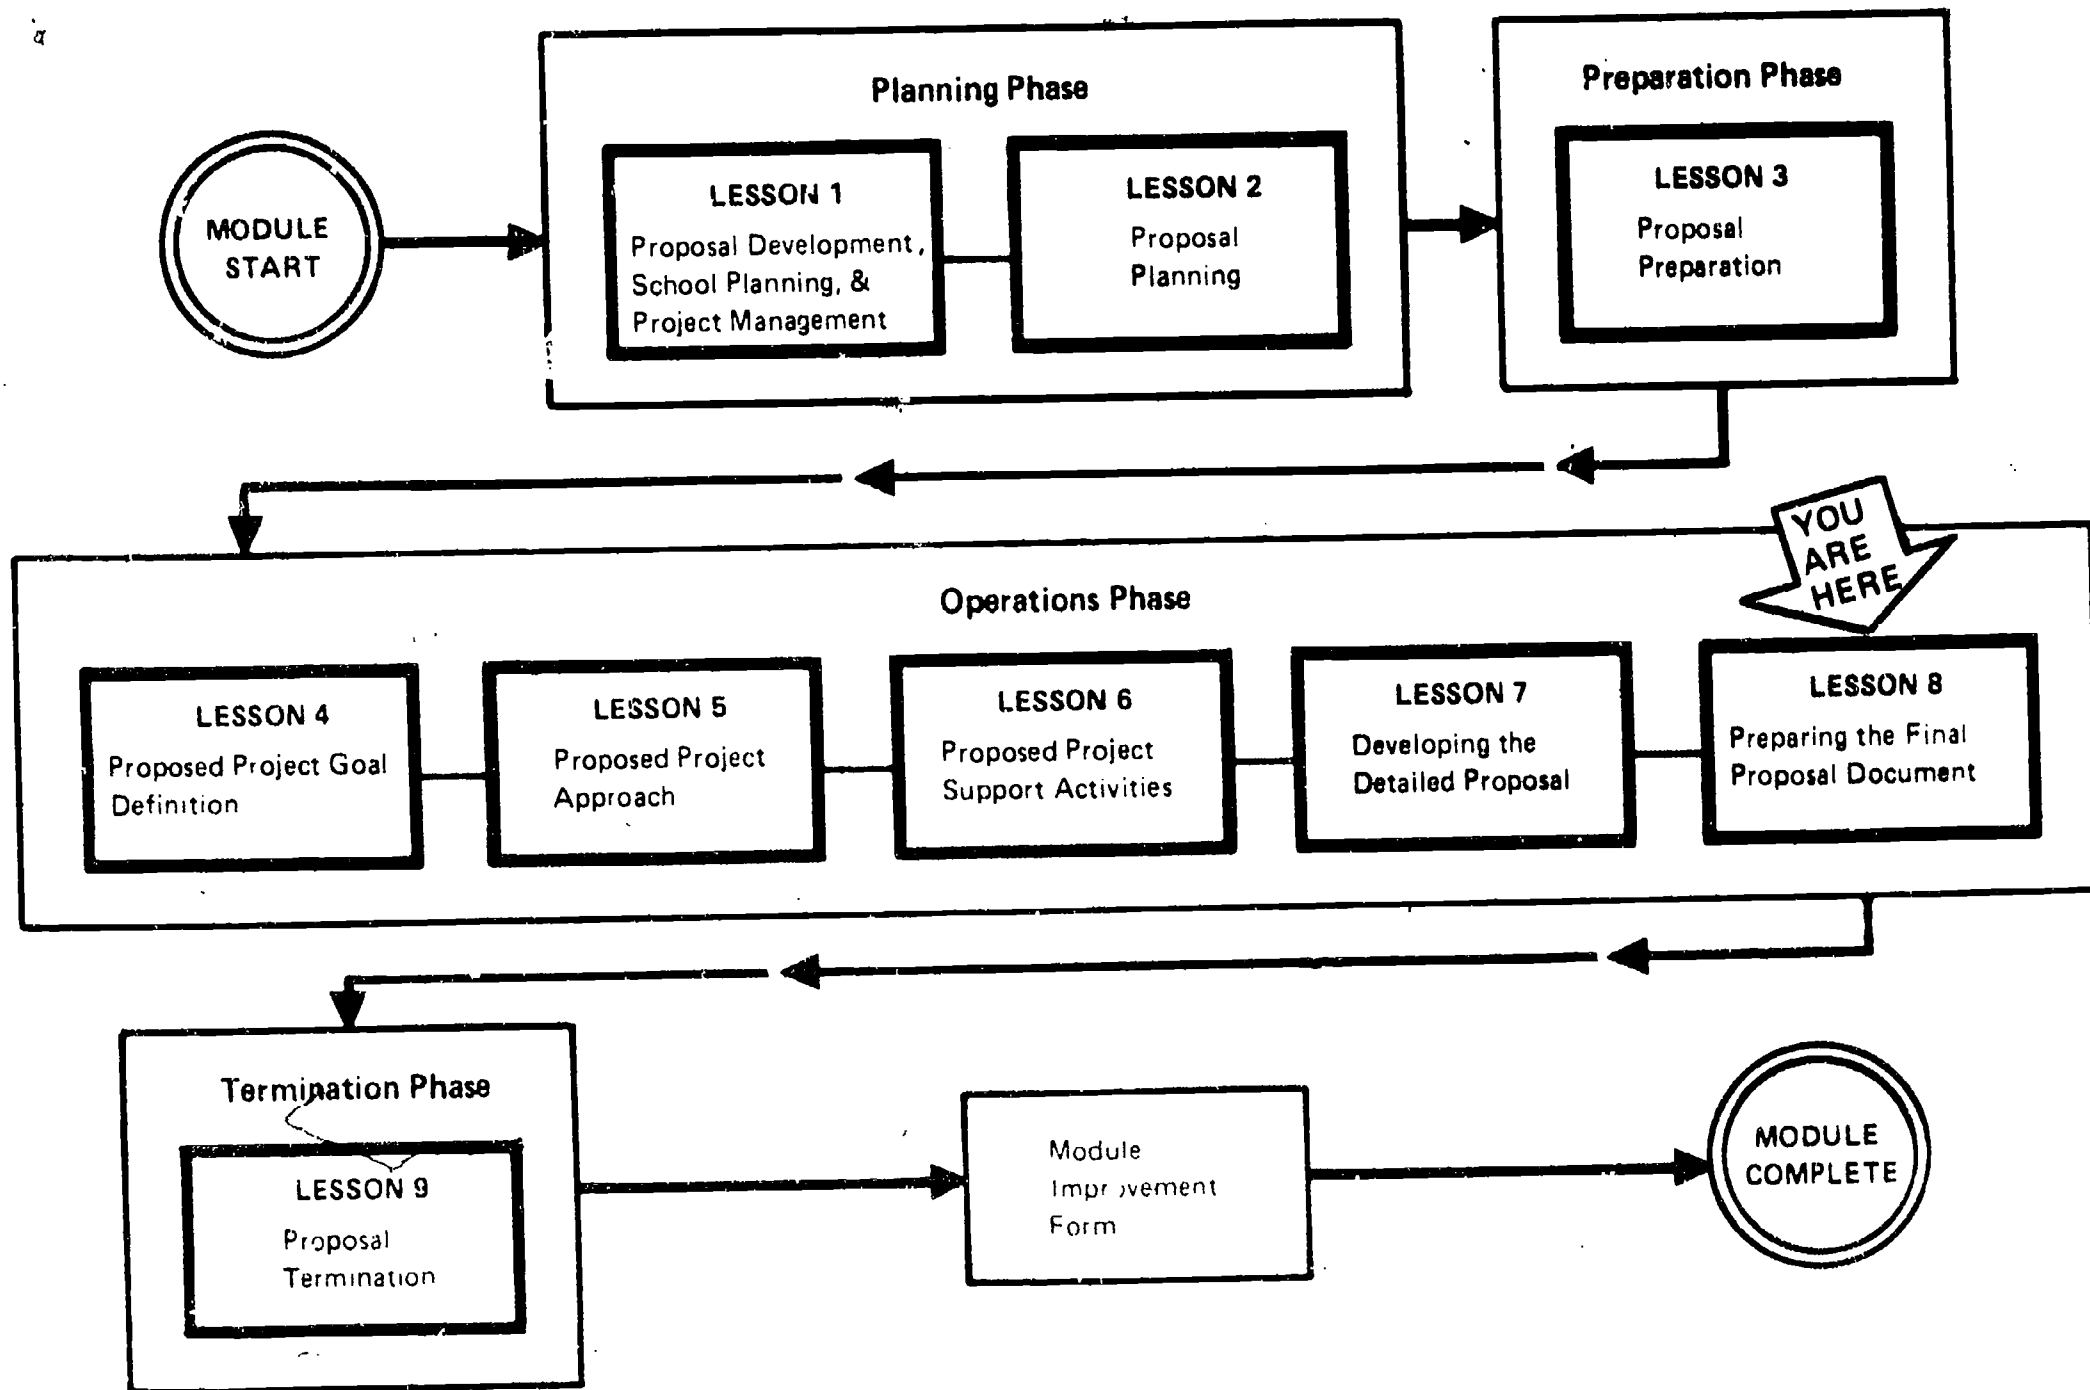 Planning Phase
Preparation Phase
MODULE
START
LESSON 1
Proposal Development,
School Planning, &
Project Management
LESSON 2
Proposal
Planning
LESSON 3
Proposal
Preparation
YOU
ARE
HERE
Operations Phase
LESSON 4
Proposed Project Goal
Definition
LESSON 5
Proposed Project
Approach
LESSON 6
Proposed Project
Support Activities
LESSON 7
Developing the
Detailed Proposal
LESSON 8
Preparing the Final
Proposal Document
Termination Phase
LESSON 9
Proposal
Termination
Module
Improvement
Form
MODULE
COMPLETE